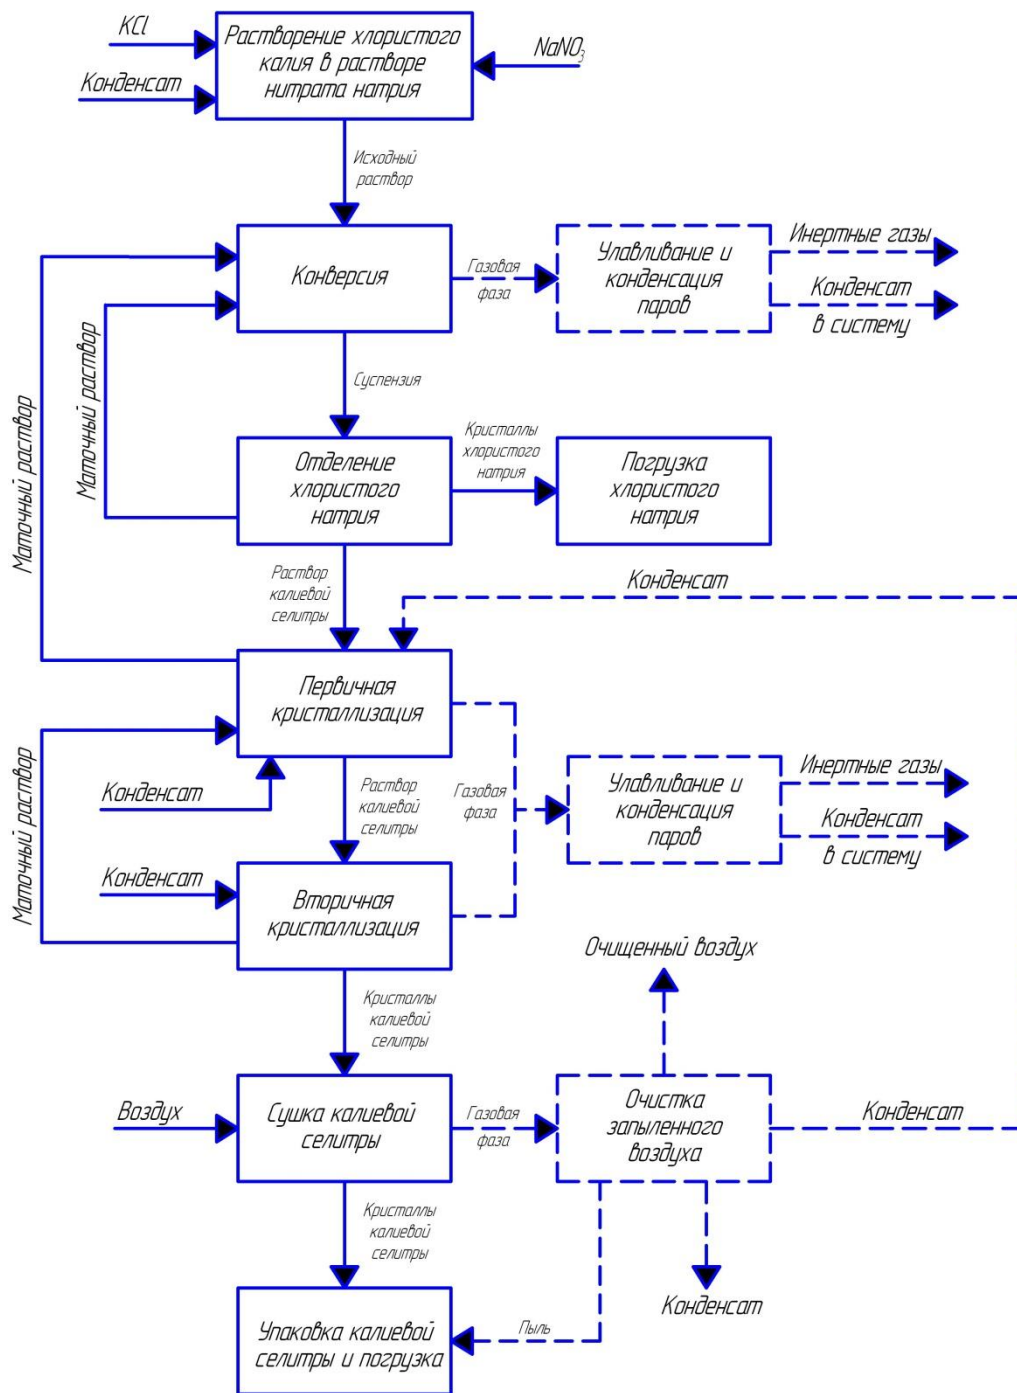 KCl
Конденсат
Растворение хлористого
калия в растворе
нитрата натрия
NaNO₃
Исходный
раствор
Конверсия
Газовая
фаза
Улавливание и
конденсация
паров
Инертные газы
Конденсат
в систему
Маточный раствор
Маточный раствор
Суспензия
Отделение
хлористого
натрия
Кристаллы
хлористого
натрия
Погрузка
хлористого
натрия
Раствор
калиевой
селитры
Конденсат
Первичная
кристаллизация
Маточный раствор
Конденсат
Раствор
калиевой
селитры
Газовая
фаза
Улавливание и
конденсация
паров
Инертные газы
Конденсат
в систему
Конденсат
Вторичная
кристаллизация
Очищенный воздух
Кристаллы
калиевой
селитры
Воздух
Сушка калиевой
селитры
Газовая
фаза
Очистка
запыленного
воздуха
Конденсат
Кристаллы
калиевой
селитры
Конденсат
Упаковка калиевой
селитры и погрузка
Пыль